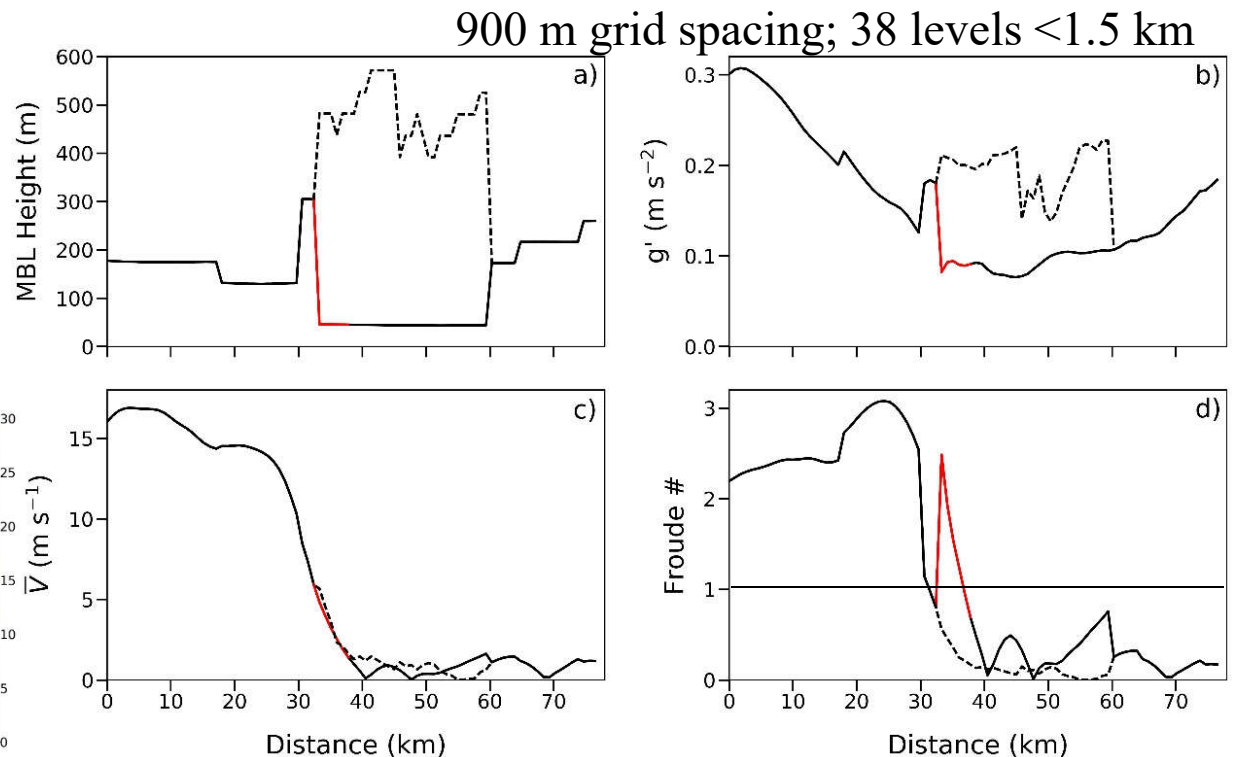 900 m grid spacing; 38 levels <1.5 km
a)
MBL Height (m)
600
500
400
300
200
100
0
b)
g' (m s⁻²)
0.3
0.2
0.1
0.0
30
25
20
15
10
5
0
c)
V̅ (m s⁻¹)
15
10
5
0
0 10 20 30 40 50 60 70
Distance (km)
d)
Froude #
3
2
1
0
0 10 20 30 40 50 60 70
Distance (km)